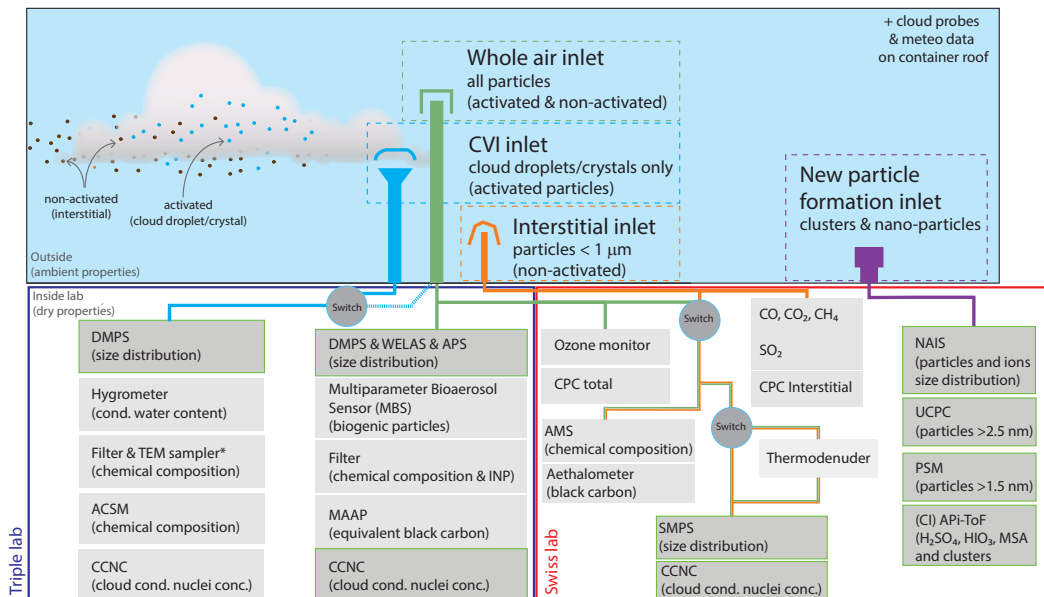 + cloud probes
& meteo data
on container roof
Whole air inlet
all particles
(activated & non-activated)
CVI inlet
cloud droplets/crystals only
(activated particles)
Interstitial inlet
particles < 1 μm
(non-activated)
New particle
formation inlet
clusters & nano-particles
non-activated
(interstitial)
activated
(cloud droplet/crystal)
Outside
(ambient properties)
Inside lab
(dry properties)
Switch
DMPS
(size distribution)
Hygrometer
(cond. water content)
Filter & TEM sampler*
(chemical composition)
ACSM
(chemical composition)
CCNC
(cloud cond. nuclei conc.)
DMPS & WELAS & APS
(size distribution)
Multiparameter Bioaerosol
Sensor (MBS)
(biogenic particles)
Filter
(chemical composition & INP)
MAAP
(equivalent black carbon)
CCNC
(cloud cond. nuclei conc.)
Triple lab
Swiss lab
Ozone monitor
CPC total
Switch
AMS
(chemical composition)
Aethalometer
(black carbon)
CO, CO₂, CH₄
SO₂
CPC Interstitial
Switch
Thermodenuder
SMPS
(size distribution)
CCNC
(cloud cond. nuclei conc.)
NAIS
(particles and ions
size distribution)
UCPC
(particles >2.5 nm)
PSM
(particles >1.5 nm)
(CI) APi-ToF
(H₂SO₄, HIO₃, MSA
and clusters